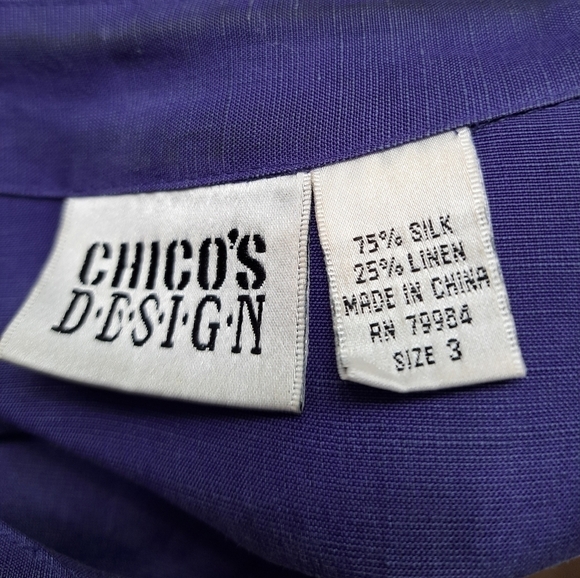 CHICO'S
D·E·S·I·G·N
75% SILK
25% LINEN
MADE IN CHINA
RN 79984
SIZE 3